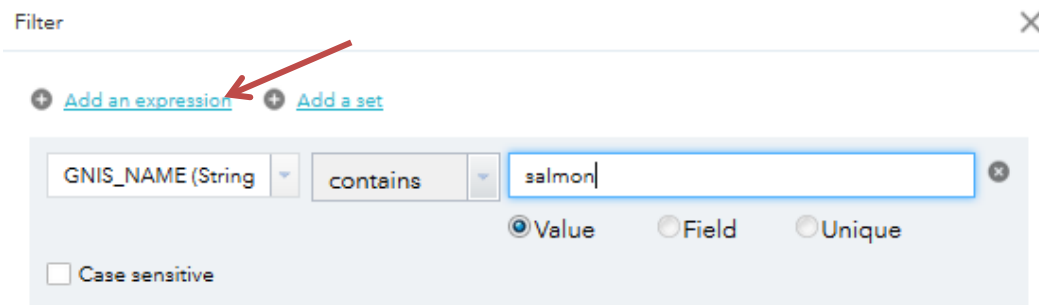 Filter
Add an expression Add a set
GNIS_NAME (String contains salmon
Value Field Unique
Case sensitive